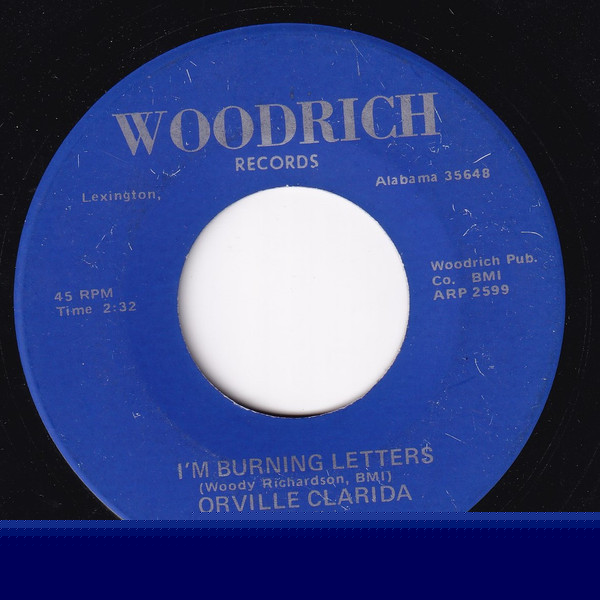 WOODRICH
RECORDS
Lexington,
Alabama 35648
45 RPM
Time 2:32
Woodrich Pub.
Co. BMI
ARP 2599
I'M BURNING LETTERS
(Woody Richardson, BMI)
ORVILLE CLARIDA